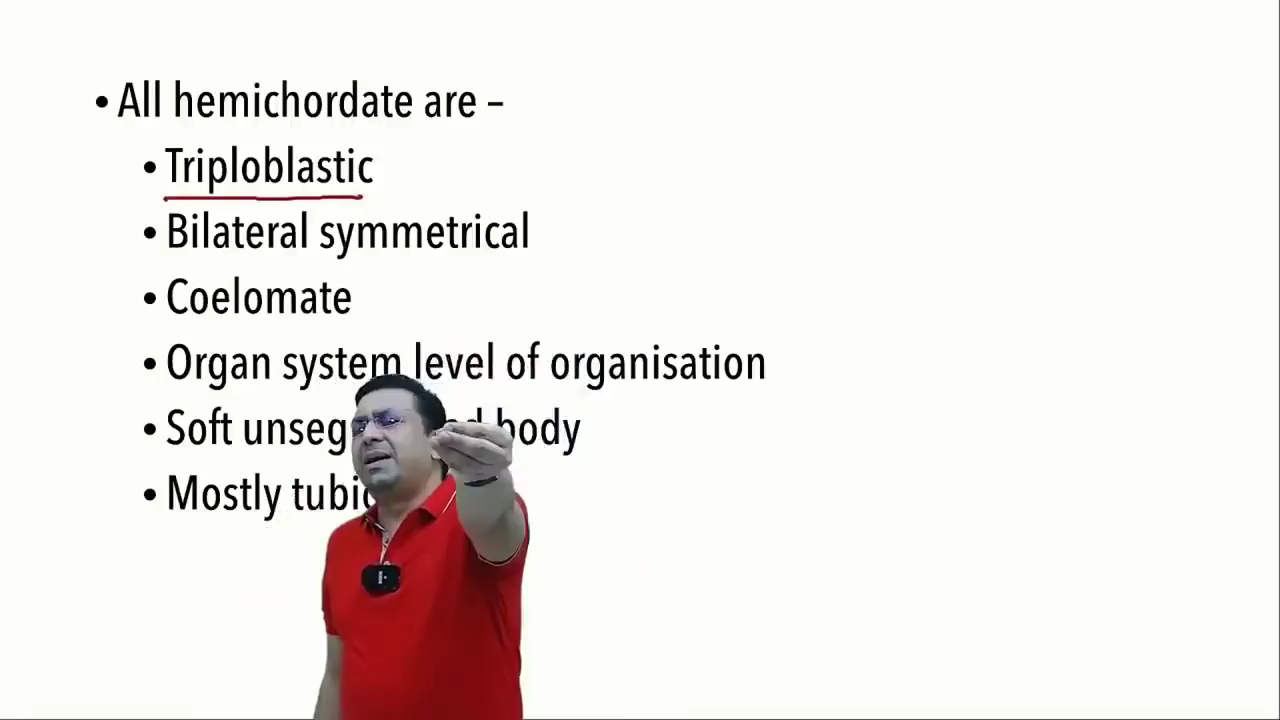 • All hemichordate are –
• Triploblastic
• Bilateral symmetrical
• Coelomate
• Organ system level of organisation
• Soft body
• Mostly